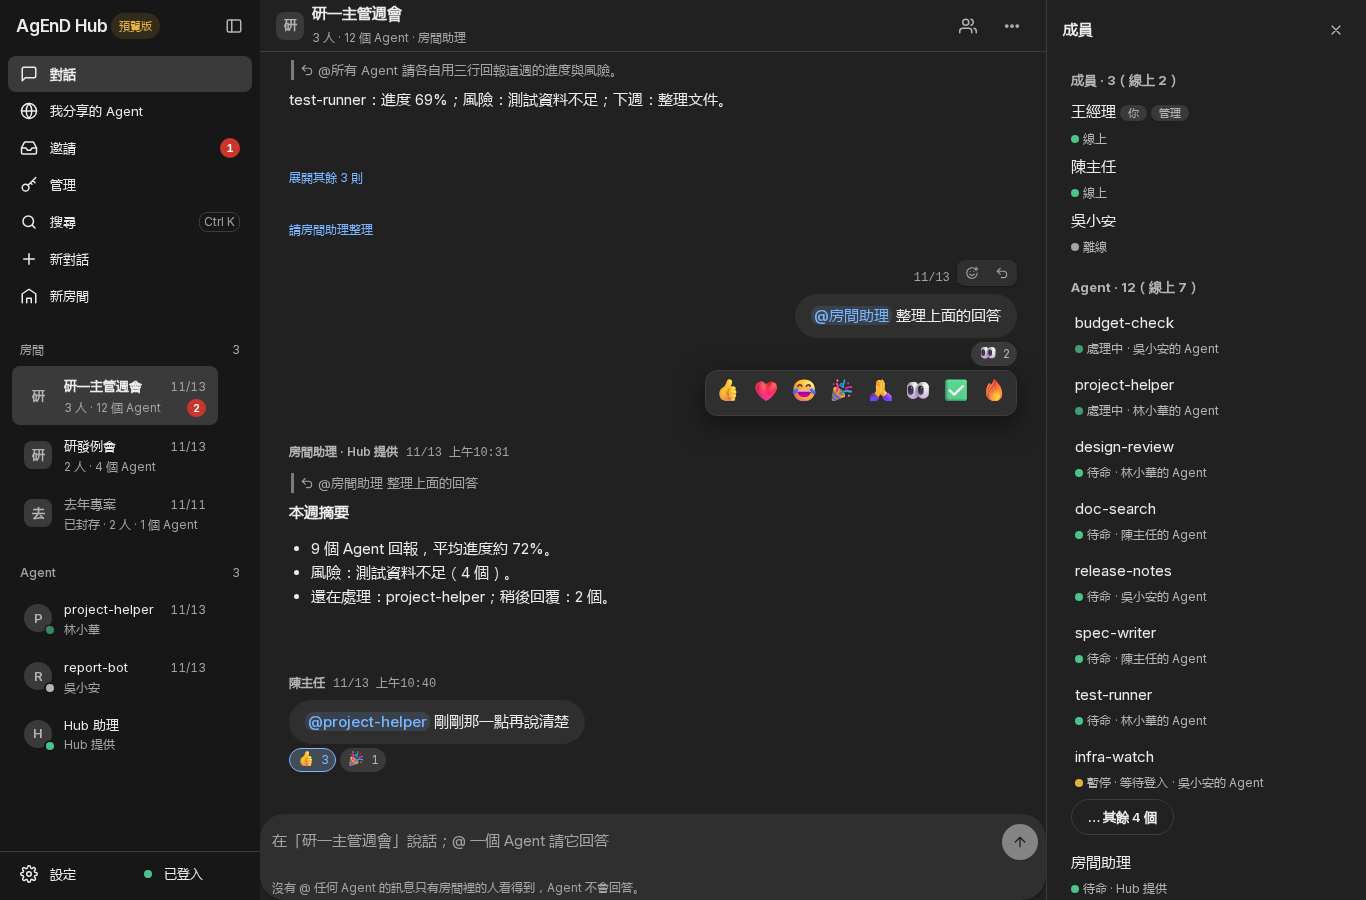 AgEnD Hub 預覽版
對話
我分享的 Agent
邀請 1
管理
搜尋 Ctrl K
新對話
新房間
房間 3
研 研一主管週會 11/13
3 人 · 12 個 Agent 2
研 研發例會 11/13
2 人 · 4 個 Agent
去 去年專案 11/11
已封存 · 2 人 · 1 個 Agent
Agent 3
P project-helper 11/13
林小華
R report-bot 11/13
吳小安
H Hub 助理
Hub 提供
設定 已登入
研 研一主管週會
3 人 · 12 個 Agent · 房間助理
@所有 Agent 請各自用三行回報這週的進度與風險。
test-runner：進度 69%；風險：測試資料不足；下週：整理文件。
展開其餘 3 則
請房間助理整理
11/13
@房間助理 整理上面的回答
👀 2
👍 ❤️ 😂 🎉 🙏 👀 ✅ 🔥
房間助理 · Hub 提供 11/13 上午10:31
@房間助理 整理上面的回答
本週摘要
• 9 個 Agent 回報，平均進度約 72%。
• 風險：測試資料不足（4 個）。
• 還在處理：project-helper；稍後回覆：2 個。
陳主任 11/13 上午10:40
@project-helper 剛剛那一點再說清楚
👍 3 🎉 1
在「研一主管週會」說話；@ 一個 Agent 請它回答
沒有 @ 任何 Agent 的訊息只有房間裡的人看得到，Agent 不會回答。
成員
成員 · 3（線上 2）
王經理 你 管理
線上
陳主任
線上
吳小安
離線
Agent · 12（線上 7）
budget-check
處理中 · 吳小安的 Agent
project-helper
處理中 · 林小華的 Agent
design-review
待命 · 林小華的 Agent
doc-search
待命 · 陳主任的 Agent
release-notes
待命 · 吳小安的 Agent
spec-writer
待命 · 陳主任的 Agent
test-runner
待命 · 林小華的 Agent
infra-watch
暫停 · 等待登入 · 吳小安的 Agent
…其餘 4 個
房間助理
待命 · Hub 提供